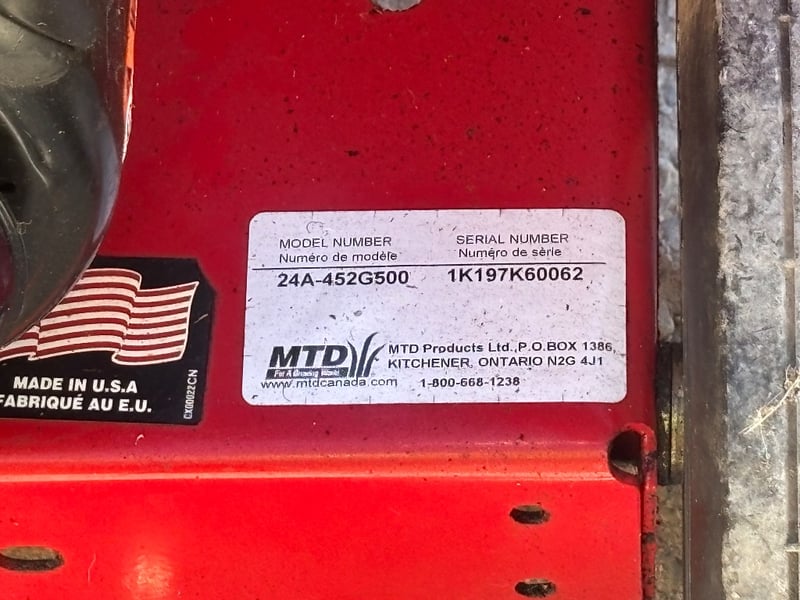 MODEL NUMBER
Numéro de modèle
SERIAL NUMBER
Numéro de série
24A-452G500
1K197K60062
MTD
For A Growing World
www.mtdcanada.com
MTD Products Ltd.,P.O.BOX 1386,
KITCHENER, ONTARIO N2G 4J1
1-800-668-1238
MADE IN U.S.A
FABRIQUÉ AU E.U.
CX00022CN